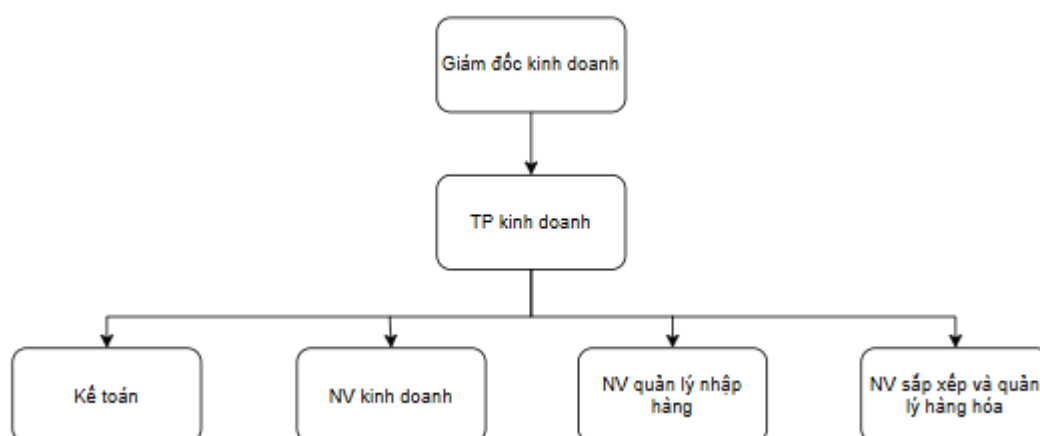 Giám đốc kinh doanh
TP kinh doanh
Kế toán
NV kinh doanh
NV quản lý nhập
hàng
NV sắp xếp và quản
lý hàng hóa